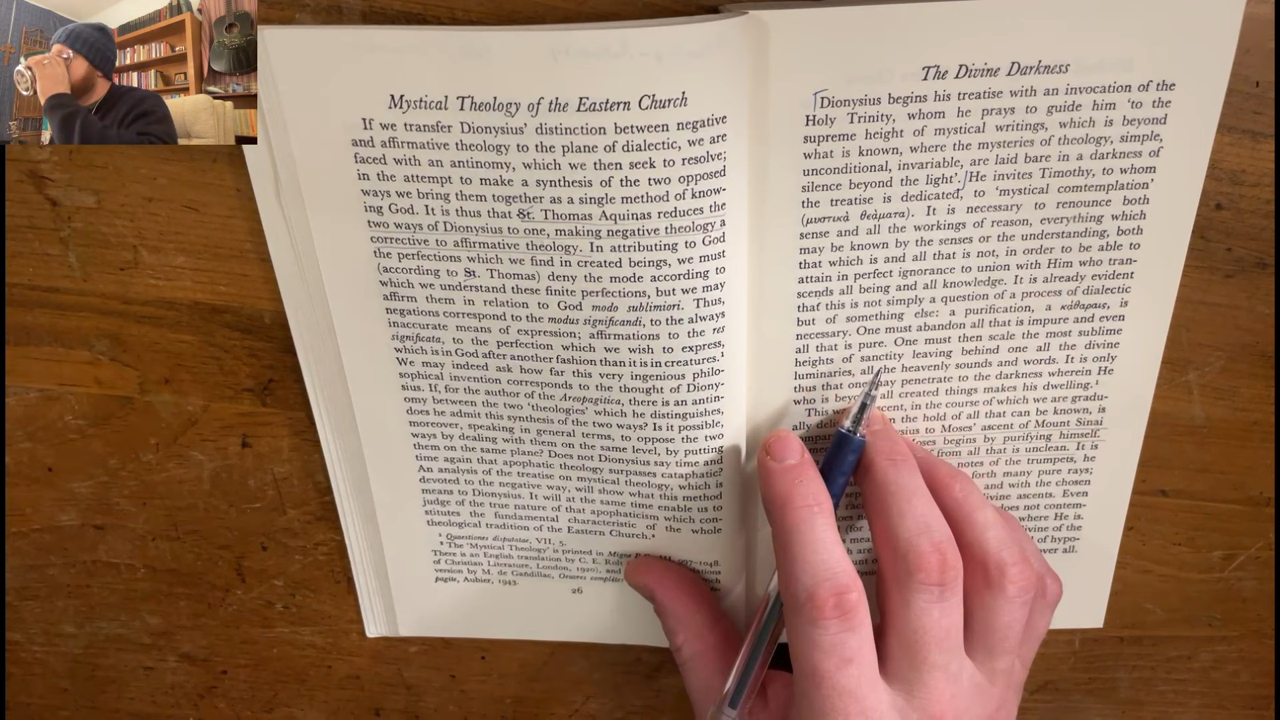 Mystical Theology of the Eastern Church
If we transfer Dionysius' distinction between negative
and affirmative theology to the plane of dialectic, we are
faced with an antinomy, which we then seek to resolve;
in the attempt to make a synthesis of the two opposed
ways we bring them together as a single method of know-
ing God. It is thus that St. Thomas Aquinas reduces the
two ways of Dionysius to one, making negative theology a
corrective to affirmative theology. In attributing to God
the perfections which we find in created beings, we must
(according to St. Thomas) deny the mode according to
which we understand these finite perfections, but we may
affirm them in relation to God modo sublimiori. Thus,
negations correspond to the modus significandi, to the always
inaccurate means of expression; affirmations to the res
significata, to the perfection which we wish to express,
which is in God after another fashion than it is in creatures.¹
We may indeed ask how far this very ingenious philo-
sophical invention corresponds to the thought of Diony-
sius. If, for the author of the Areopagitica, there is an antin-
omy between the two 'theologies' which he distinguishes,
does he admit this synthesis of the two ways? Is it possible,
moreover, speaking in general terms, to oppose the two
ways by dealing with them on the same level, by putting
them on the same plane? Does not Dionysius say time and
time again that apophatic theology surpasses cataphatic?
An analysis of the treatise on mystical theology, which is
devoted to the negative way, will show what this method
means to Dionysius. It will at the same time enable us to
judge of the true nature of that apophaticism which con-
stitutes the fundamental characteristic of the whole
theological tradition of the Eastern Church.²
¹ Quaestiones disputatae, VII, 5.
² The 'Mystical Theology' is printed in Migne 997-1048.
There is an English translation by C. E. Rolt
of Christian Literature, London, 1920), and
version by M. de Gandillac, Oeuvres complètes
pagite, Aubier, 1943.
26
The Divine Darkness
Dionysius begins his treatise with an invocation of the
Holy Trinity, whom he prays to guide him 'to the
supreme height of mystical writings, which is beyond
what is known, where the mysteries of theology, simple,
unconditional, invariable, are laid bare in a darkness of
silence beyond the light'. He invites Timothy, to whom
the treatise is dedicated, to 'mystical comtemplation'
(μυστικὰ θεάματα). It is necessary to renounce both
sense and all the workings of reason, everything which
may be known by the senses or the understanding, both
that which is and all that is not, in order to be able to
attain in perfect ignorance to union with Him who tran-
scends all being and all knowledge. It is already evident
that this is not simply a question of a process of dialectic
but of something else: a purification, a κάθαρσις, is
necessary. One must abandon all that is impure and even
all that is pure. One must then scale the most sublime
heights of sanctity leaving behind one all the divine
luminaries, all the heavenly sounds and words. It is only
thus that one may penetrate to the darkness wherein He
who is beyond all created things makes his dwelling.¹
This way ascent, in the course of which we are gradu-
ally from the hold of all that can be known, is
to Moses' ascent of Mount Sinai
Moses begins by purifying himself.
from all that is unclean. It is
notes of the trumpets, he
forth many pure rays;
and with the chosen
divine ascents. Even
does not contem-
where He is.
divine of the
of hypo-
over all.